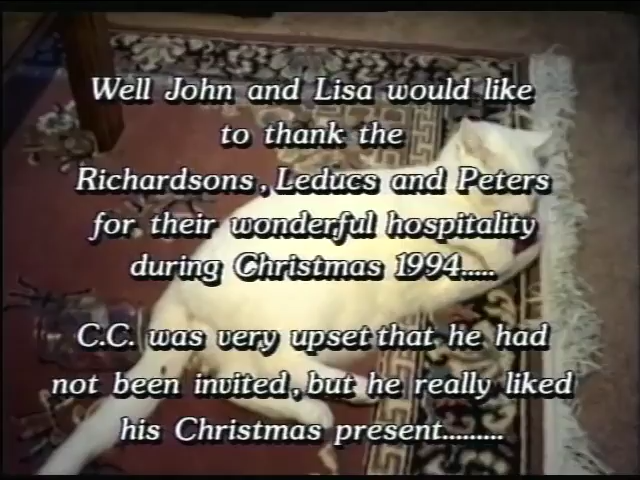 Well John and Lisa would like
to thank the
Richardsons, Leducs and Peters
for their wonderful hospitality
during Christmas 1994.....
C.C. was very upset that he had
not been invited, but he really liked
his Christmas present.........